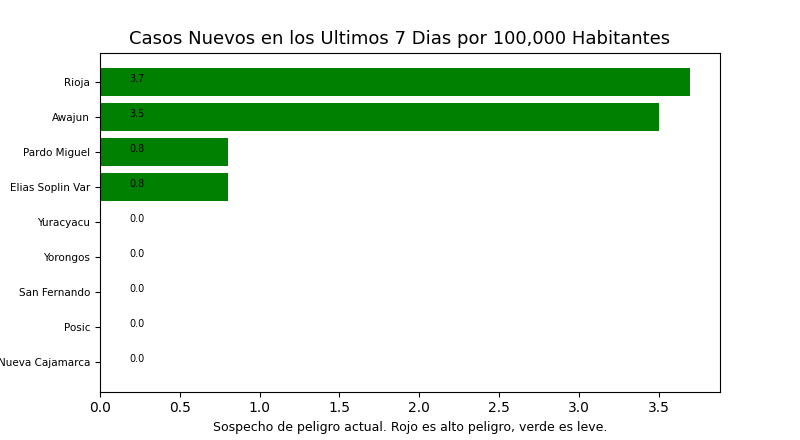 Casos Nuevos en los Ultimos 7 Dias por 100,000 Habitantes
Rioja 3.7
Awajun 3.5
Pardo Miguel 0.8
Elias Soplin Var 0.8
Yuracyacu 0.0
Yorongos 0.0
San Fernando 0.0
Posic 0.0
Nueva Cajamarca 0.0
0.0 0.5 1.0 1.5 2.0 2.5 3.0 3.5
Sospecho de peligro actual. Rojo es alto peligro, verde es leve.